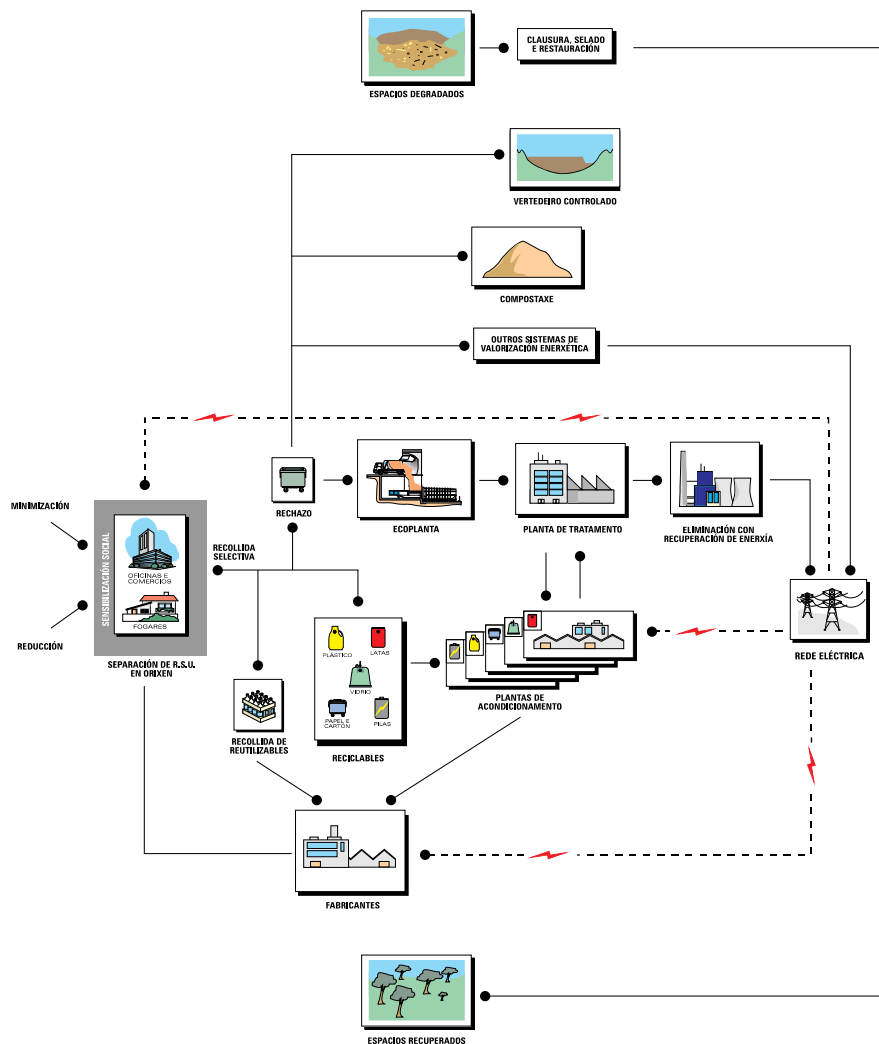 ESPACIOS DEGRADADOS
CLAUSURA, SELADO
E RESTAURACIÓN
VERTEDEIRO CONTROLADO
COMPOSTAXE
OUTROS SISTEMAS DE
VALORIZACIÓN ENERXÉTICA
RECHAZO
ECOPLANTA
PLANTA DE TRATAMENTO
ELIMINACIÓN CON
RECUPERACIÓN DE ENERXÍA
MINIMIZACIÓN
REDUCCIÓN
SENSIBILIZACIÓN SOCIAL
OFICINAS E
COMERCIOS
FOGARES
SEPARACIÓN DE R.S.U.
EN ORIXEN
RECOLLIDA
SELECTIVA
RECOLLIDA DE
REUTILIZABLES
PLÁSTICO
LATAS
VIDRIO
PAPEL E
CARTÓN
PILAS
RECICLABLES
PLANTAS DE
ACONDICIONAMENTO
REDE ELÉCTRICA
FABRICANTES
ESPACIOS RECUPERADOS